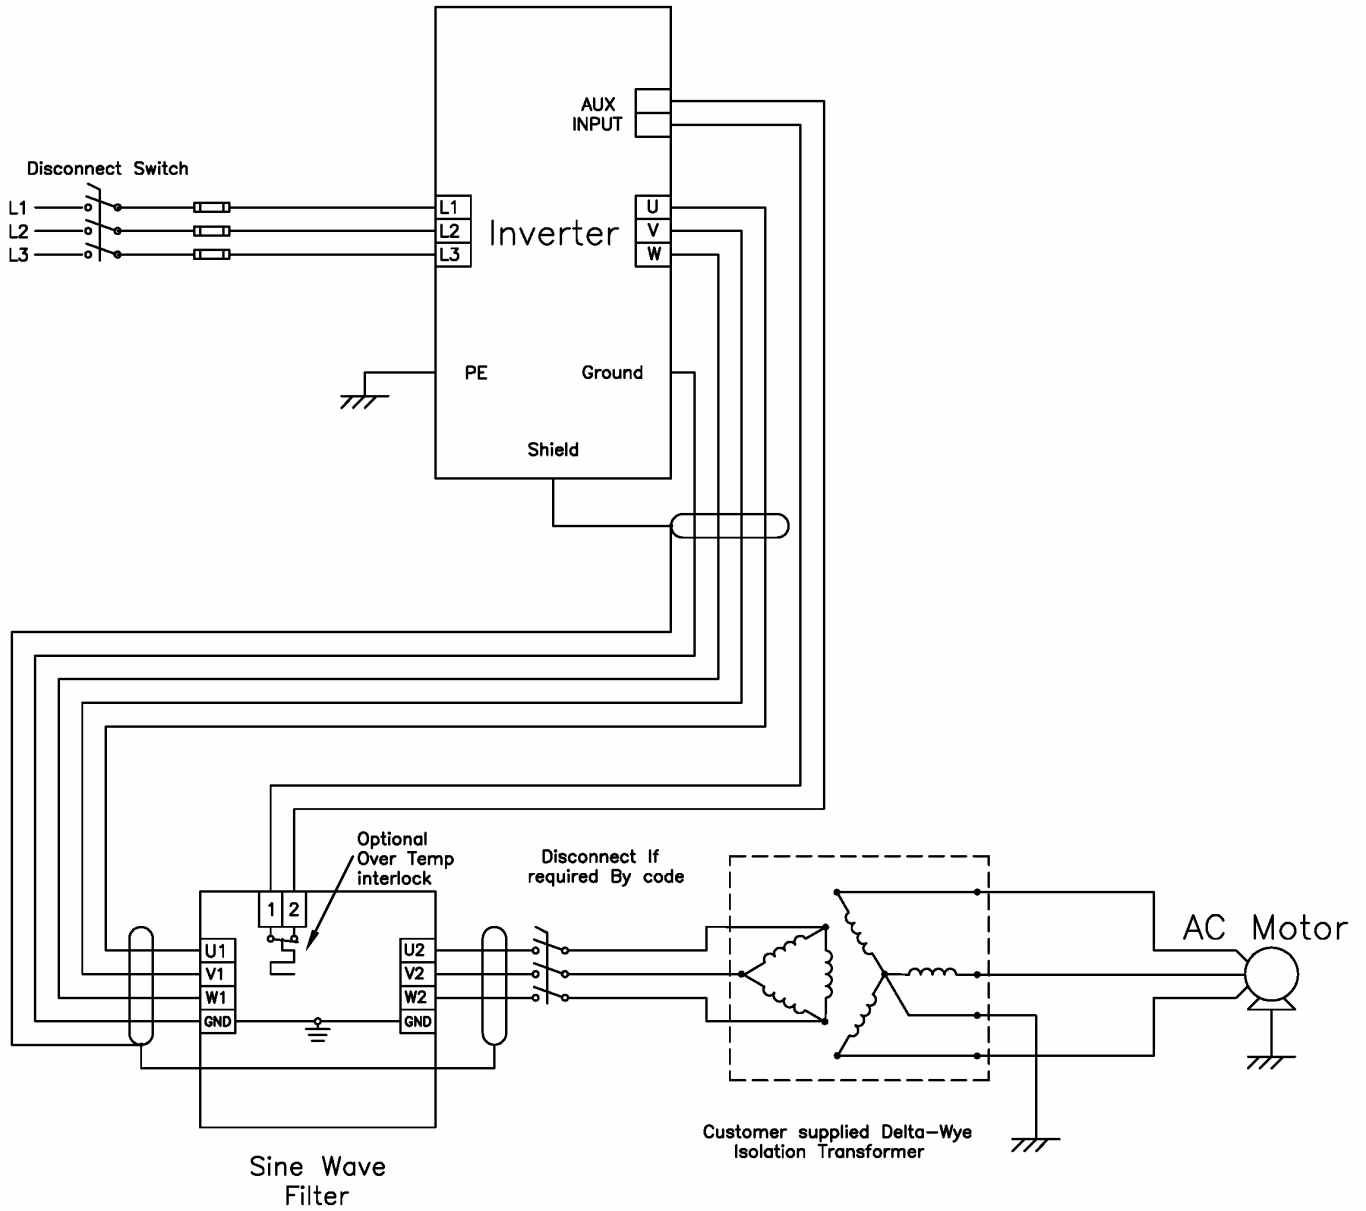 AUX
INPUT
Disconnect Switch
L1
L2
L3
L1
L2
L3
Inverter
U
V
W
PE
Ground
Shield
Optional
Over Temp
interlock
1 2
U1
V1
W1
GND
U2
V2
W2
GND
Sine Wave
Filter
Disconnect If
required By code
AC Motor
Customer supplied Delta-Wye
Isolation Transformer